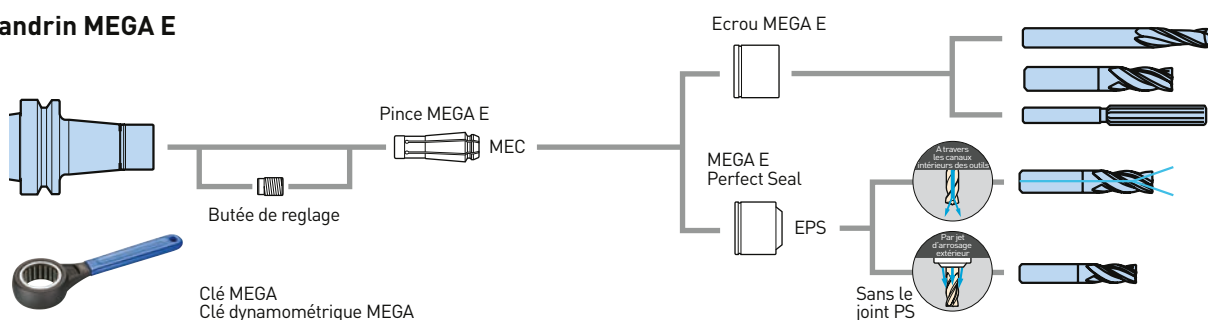 andrin MEGA E
Ecrou MEGA E
Pince MEGA E
MEC
Butée de reglage
MEGA E
Perfect Seal
EPS
A travers
les canaux
intérieurs des outils
Par jet
d'arrosage
extérieur
Sans le
joint PS
Clé MEGA
Clé dynamométrique MEGA